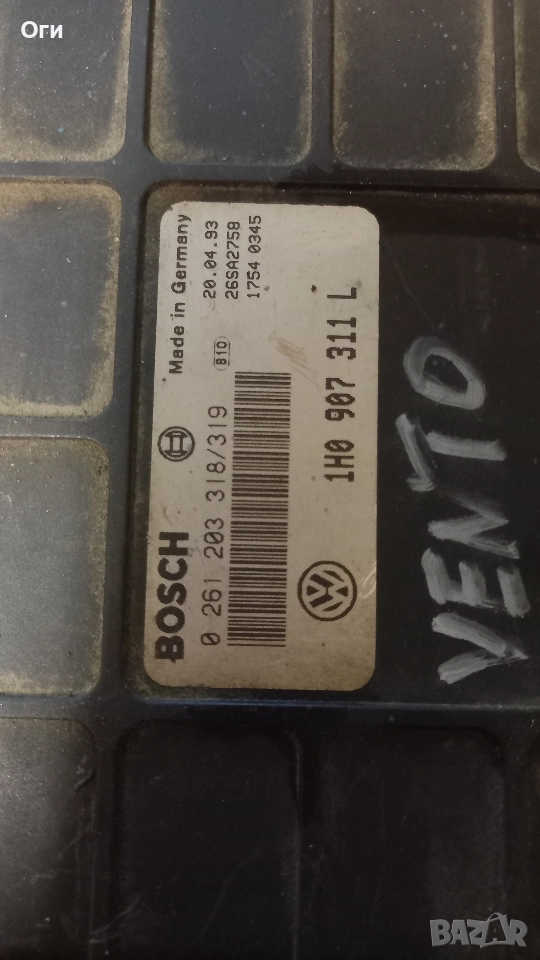 Оги
BOSCH
Made in Germany
0 261 203 318/319
810
20.04.93
26SA2758
1754 0345
1H0 907 311 L
VENTO
BAZAR